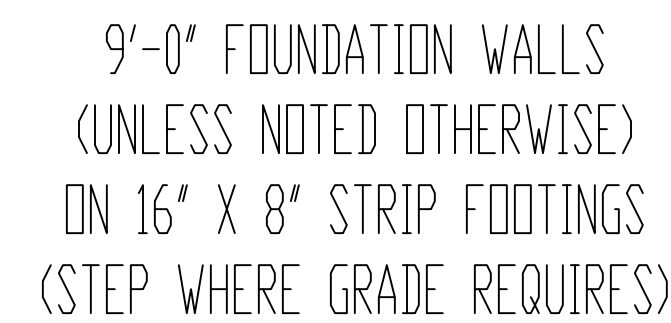 9'-0" FOUNDATION WALLS
(UNLESS NOTED OTHERWISE)
ON 16" X 8" STRIP FOOTINGS
(STEP WHERE GRADE REQUIRES)